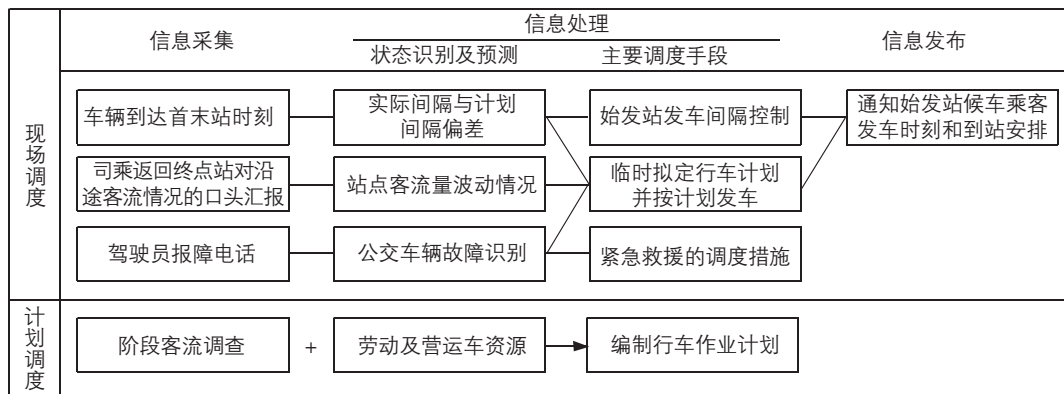 信息采集
信息处理
状态识别及预测
主要调度手段
信息发布
现场调度
车辆到达首末站时刻
实际间隔与计划
间隔偏差
始发站发车间隔控制
通知始发站候车乘客
发车时刻和到站安排
司乘返回终点站对沿
途客流情况的口头汇报
站点客流量波动情况
临时拟定行车计划
并按计划发车
驾驶员报障电话
公交车辆故障识别
紧急救援的调度措施
计划调度
阶段客流调查
+
劳动及营运车资源
编制行车作业计划